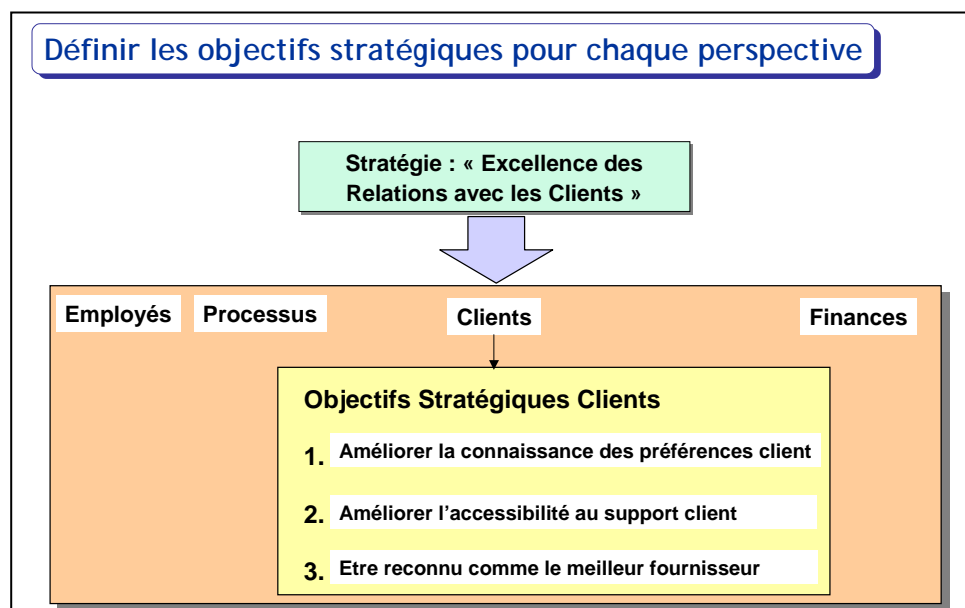 Définir les objectifs stratégiques pour chaque perspective
Stratégie : « Excellence des
Relations avec les Clients »
Employés Processus Clients Finances
Objectifs Stratégiques Clients
1. Améliorer la connaissance des préférences client
2. Améliorer l’accessibilité au support client
3. Etre reconnu comme le meilleur fournisseur